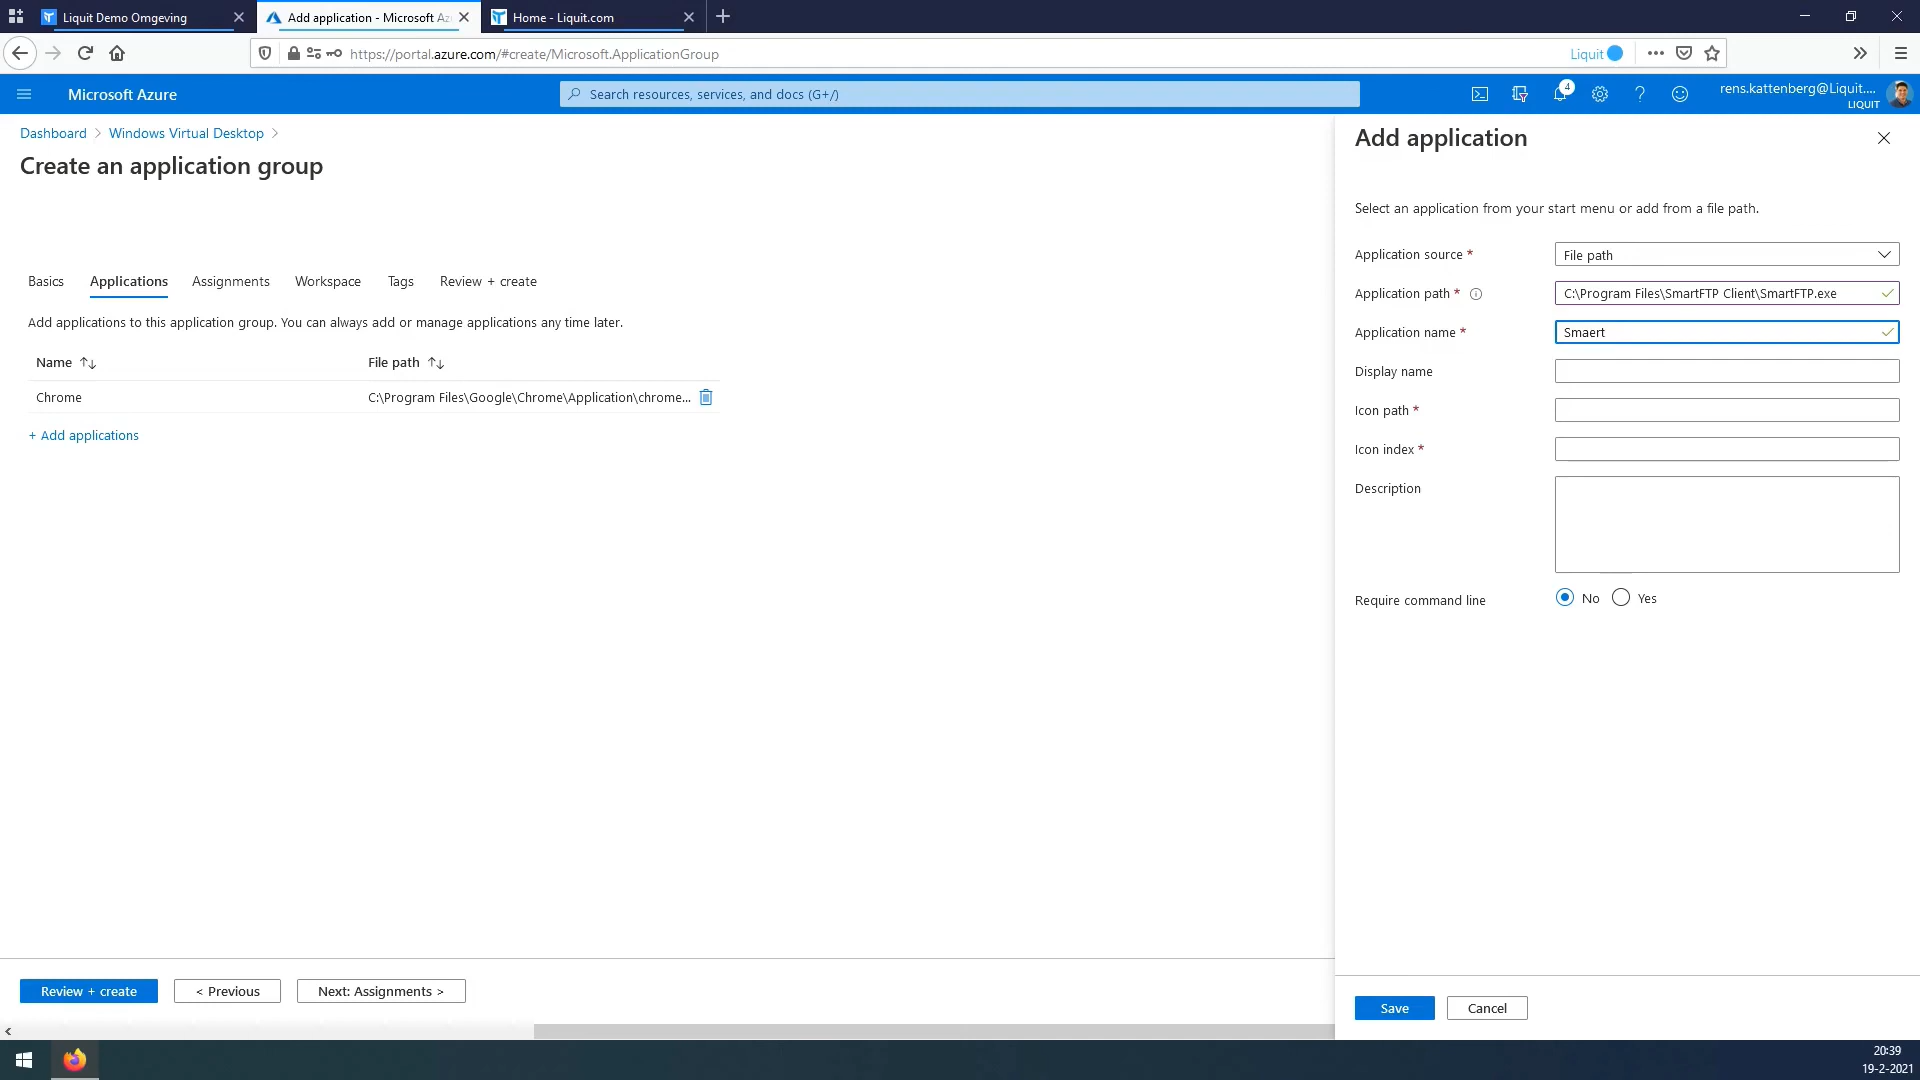 Liquit Demo Omgeving
Add application - Microsoft Az
Home - Liquit.com
https://portal.azure.com/#create/Microsoft.ApplicationGroup
Liquit
Microsoft Azure
Search resources, services, and docs (G+/)
4
rens.kattenberg@Liquit....
LIQUIT
Dashboard > Windows Virtual Desktop >
Create an application group
Basics
Applications
Assignments
Workspace
Tags
Review + create
Add applications to this application group. You can always add or manage applications any time later.
Name
File path
Chrome
C:\Program Files\Google\Chrome\Application\chrome...
+ Add applications
Review + create
< Previous
Next: Assignments >
Add application
Select an application from your start menu or add from a file path.
Application source *
File path
Application path *
C:\Program Files\SmartFTP Client\SmartFTP.exe
Application name *
Smaert
Display name
Icon path *
Icon index *
Description
Require command line
No
Yes
Save
Cancel
20:39
19-2-2021